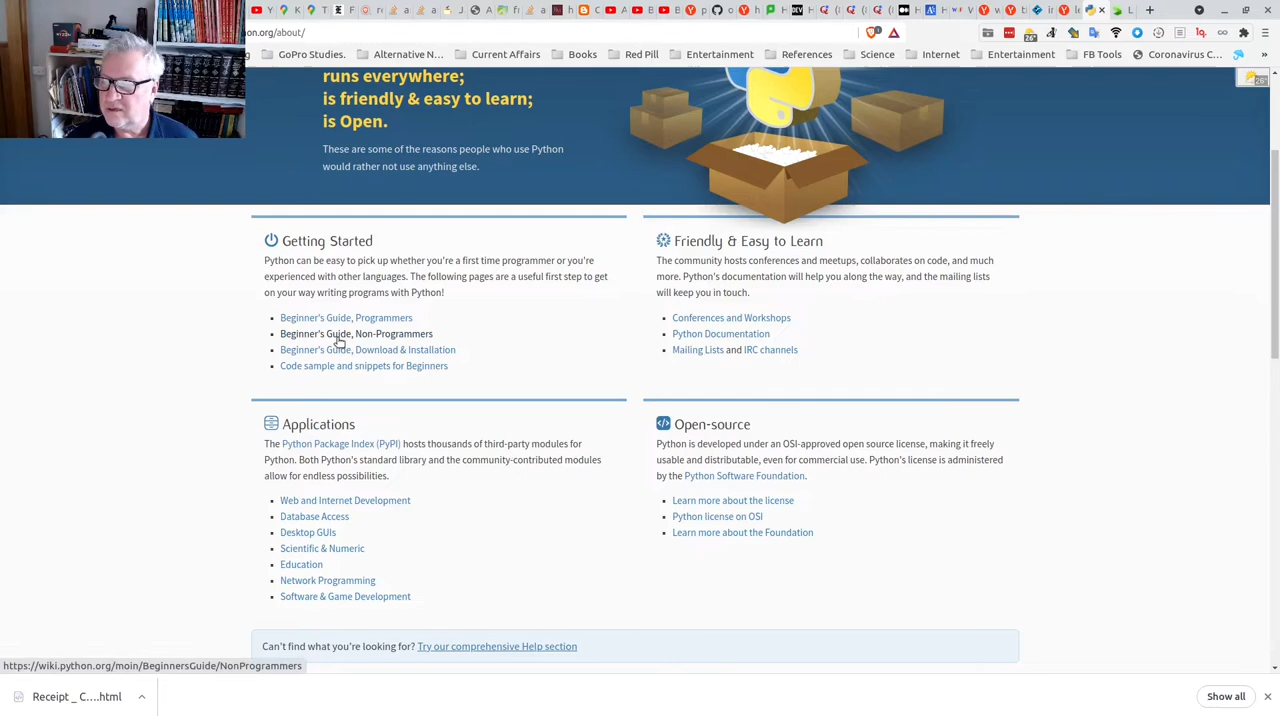 on.org/about/
GoPro Studies.
Alternative N...
Current Affairs
Books
Red Pill
Entertainment
References
Science
Internet
Entertainment
FB Tools
Coronavirus C...
runs everywhere;
is friendly & easy to learn;
is Open.
These are some of the reasons people who use Python
would rather not use anything else.
Getting Started
Python can be easy to pick up whether you're a first time programmer or you're
experienced with other languages. The following pages are a useful first step to get
on your way writing programs with Python!
Beginner's Guide, Programmers
Beginner's Guide, Non-Programmers
Beginner's Guide, Download & Installation
Code sample and snippets for Beginners
Friendly & Easy to Learn
The community hosts conferences and meetups, collaborates on code, and much
more. Python's documentation will help you along the way, and the mailing lists
will keep you in touch.
Conferences and Workshops
Python Documentation
Mailing Lists and IRC channels
Applications
The Python Package Index (PyPI) hosts thousands of third-party modules for
Python. Both Python's standard library and the community-contributed modules
allow for endless possibilities.
Web and Internet Development
Database Access
Desktop GUIs
Scientific & Numeric
Education
Network Programming
Software & Game Development
Open-source
Python is developed under an OSI-approved open source license, making it freely
usable and distributable, even for commercial use. Python's license is administered
by the Python Software Foundation.
Learn more about the license
Python license on OSI
Learn more about the Foundation
Can't find what you're looking for? Try our comprehensive Help section
https://wiki.python.org/moin/BeginnersGuide/NonProgrammers
Receipt _ C....html
Show all